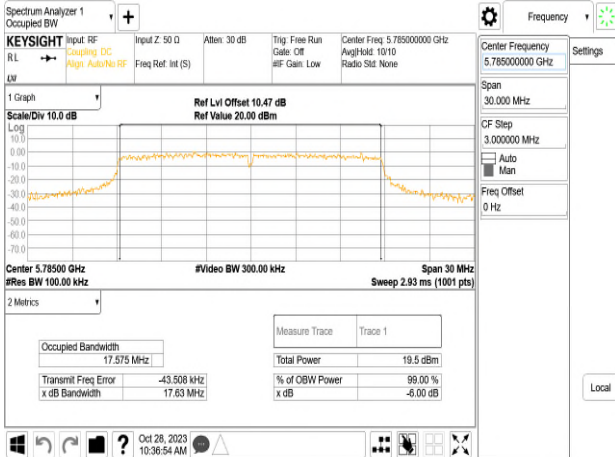 Spectrum Analyzer 1
Occupied BW
Frequency
KEYSIGHT
RL
Input: RF
Coupling: DC
Align: Auto/No RF
Input Z: 50 Ω
Freq Ref: Int (S)
Atten: 30 dB
Trig: Free Run
Gate: Off
#IF Gain: Low
Center Freq: 5.785000000 GHz
Avg|Hold: 10/10
Radio Std: None
1 Graph
Scale/Div 10.0 dB
Ref Lvl Offset 10.47 dB
Ref Value 20.00 dBm
Log
10.0
0.00
-10.0
-20.0
-30.0
-40.0
-50.0
-60.0
-70.0
Center 5.78500 GHz
#Res BW 100.00 kHz
#Video BW 300.00 kHz
Span 30 MHz
Sweep 2.93 ms (1001 pts)
2 Metrics
Measure Trace
Trace 1
Occupied Bandwidth
17.575 MHz
Total Power
19.5 dBm
Transmit Freq Error
-43.508 kHz
% of OBW Power
99.00 %
x dB Bandwidth
17.63 MHz
x dB
-6.00 dB
Oct 28, 2023
10:36:54 AM
Center Frequency
5.785000000 GHz
Span
30.000 MHz
CF Step
3.000000 MHz
Auto
Man
Freq Offset
0 Hz
Settings
Local